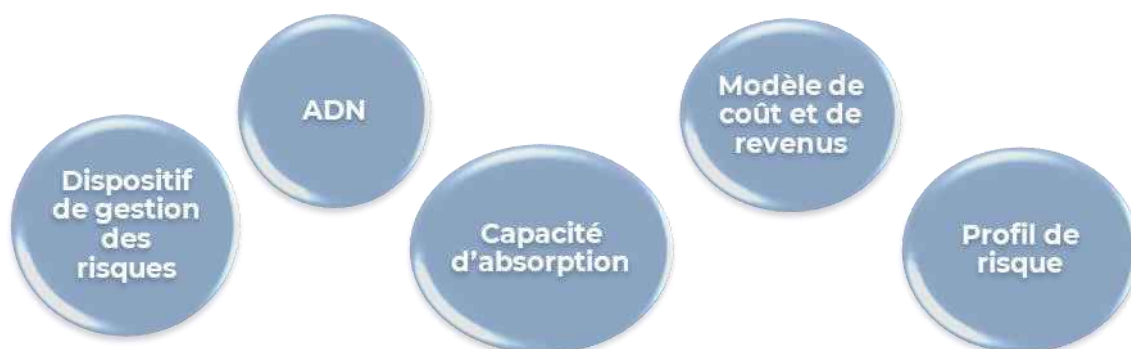 Dispositif
de gestion
des
risques
ADN
Capacité
d’absorption
Modèle de
coût et de
revenus
Profil de
risque